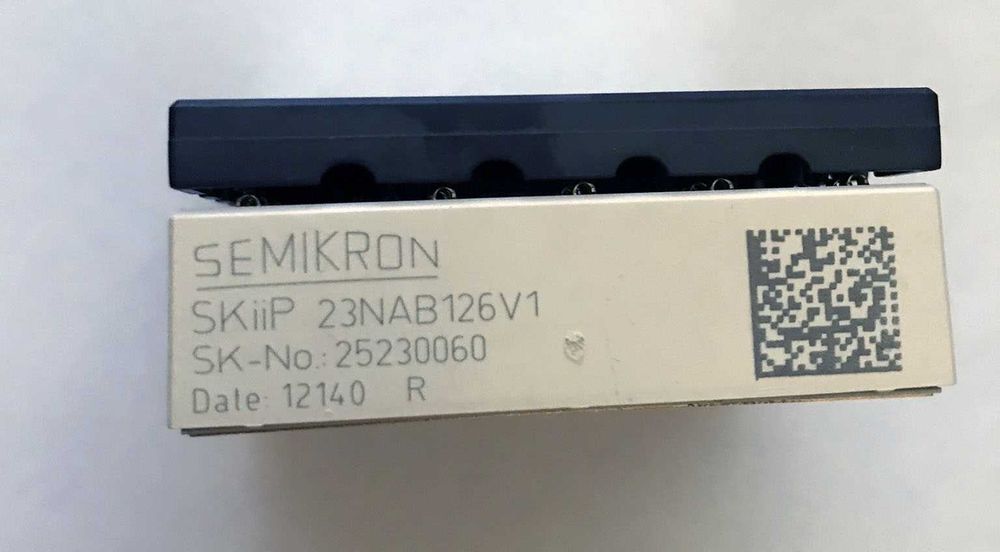 SEMIKRON
SKiiP 23NAB126V1
SK-No.: 25230060
Date: 12140 R